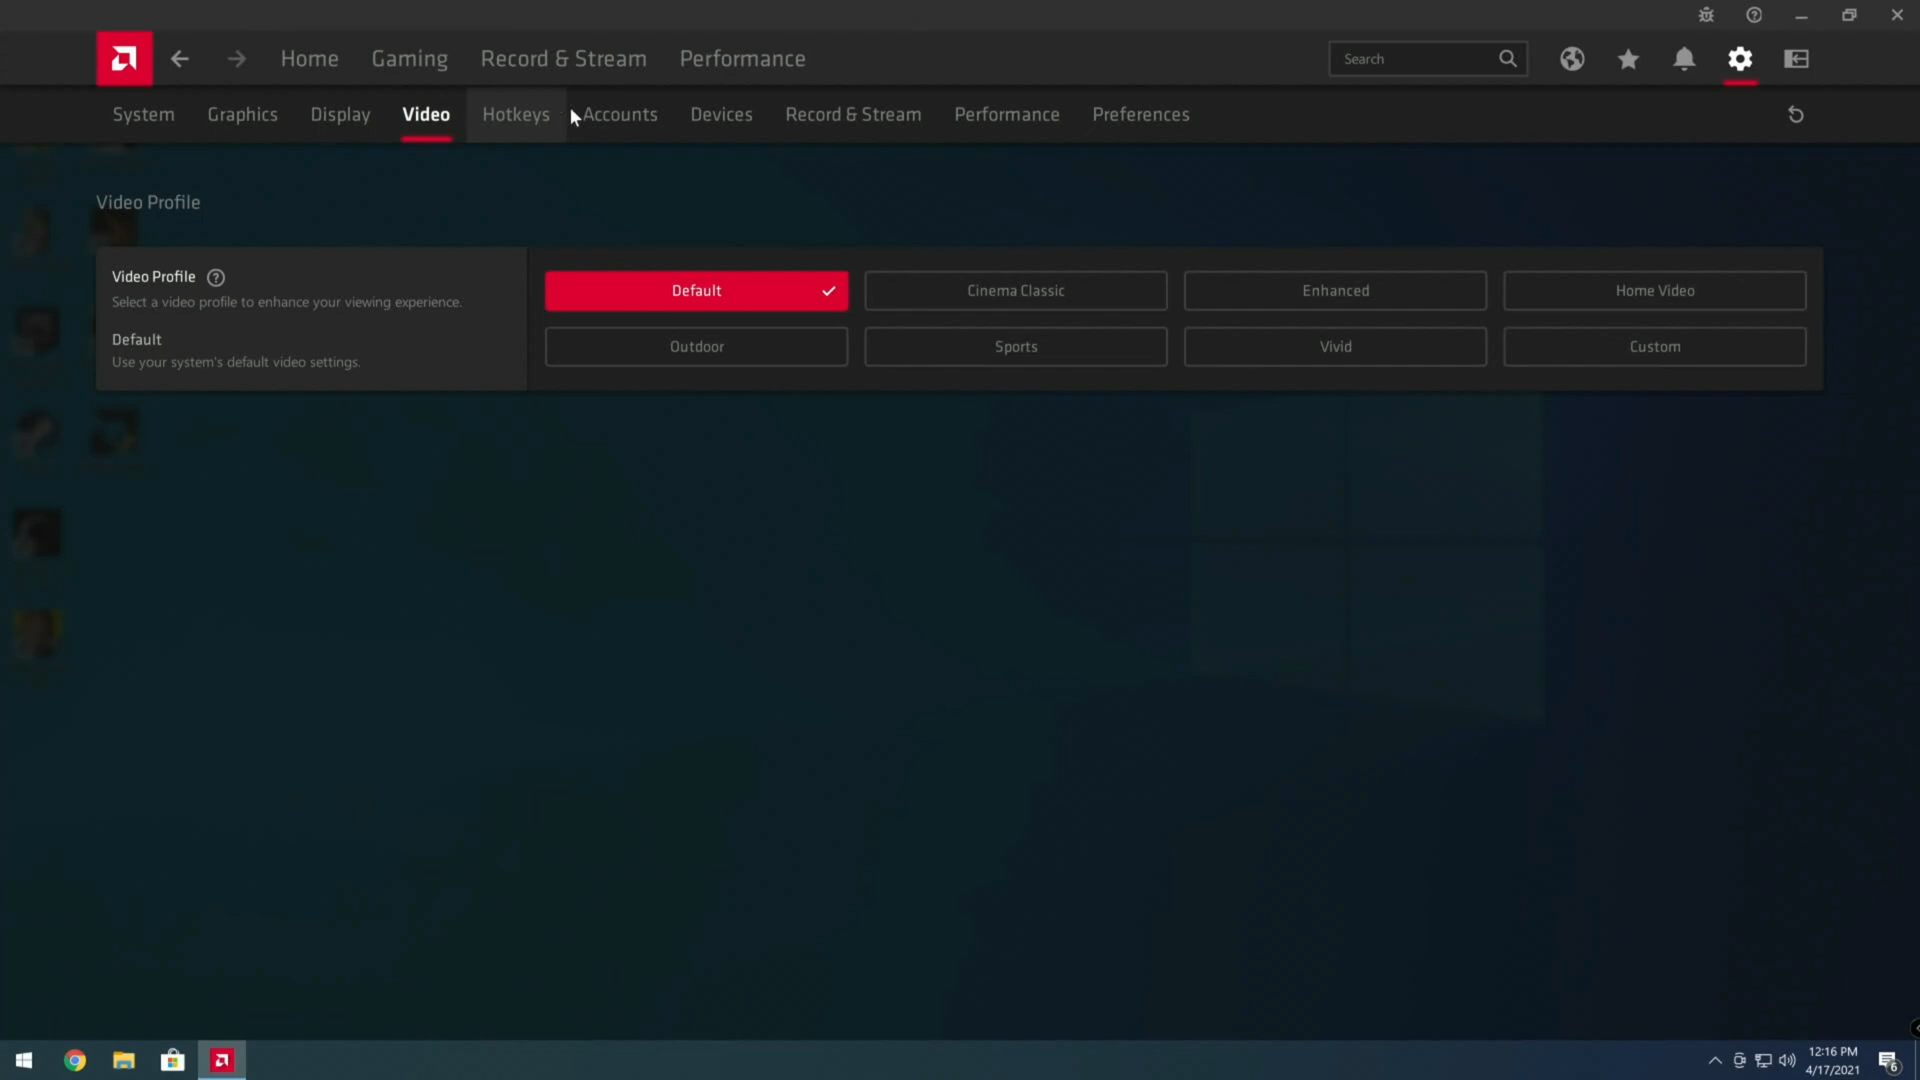 Home Gaming Record & Stream Performance Search
System Graphics Display Video Hotkeys Accounts Devices Record & Stream Performance Preferences
Video Profile
Video Profile
Select a video profile to enhance your viewing experience.
Default
Use your system's default video settings.
Default Cinema Classic Enhanced Home Video
Outdoor Sports Vivid Custom
12:16 PM
4/17/2021
6